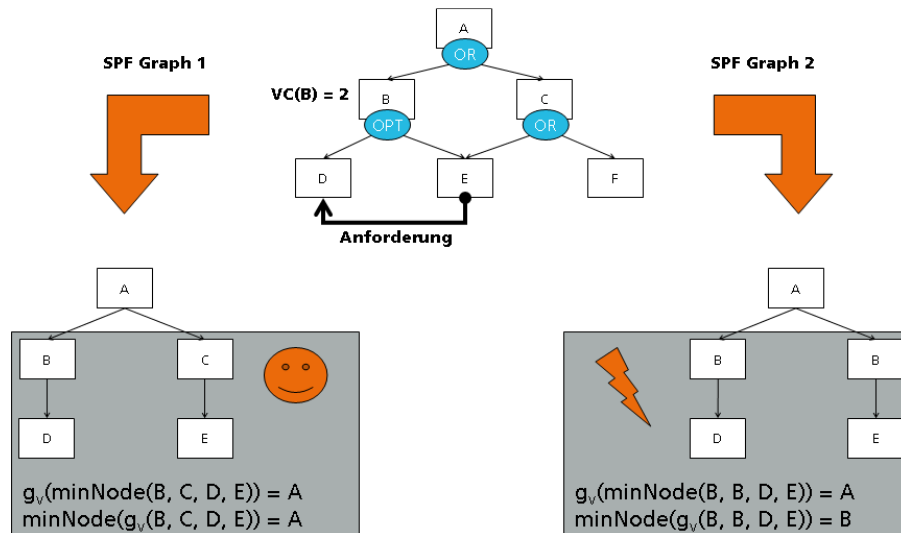 A
OR
SPF Graph 1
SPF Graph 2
VC(B) = 2
B
C
OPT
OR
D
E
F
Anforderung
A
A
B
C
B
B
D
E
D
E
gᵥ(minNode(B, C, D, E)) = A
minNode(gᵥ(B, C, D, E)) = A
gᵥ(minNode(B, B, D, E)) = A
minNode(gᵥ(B, B, D, E)) = B